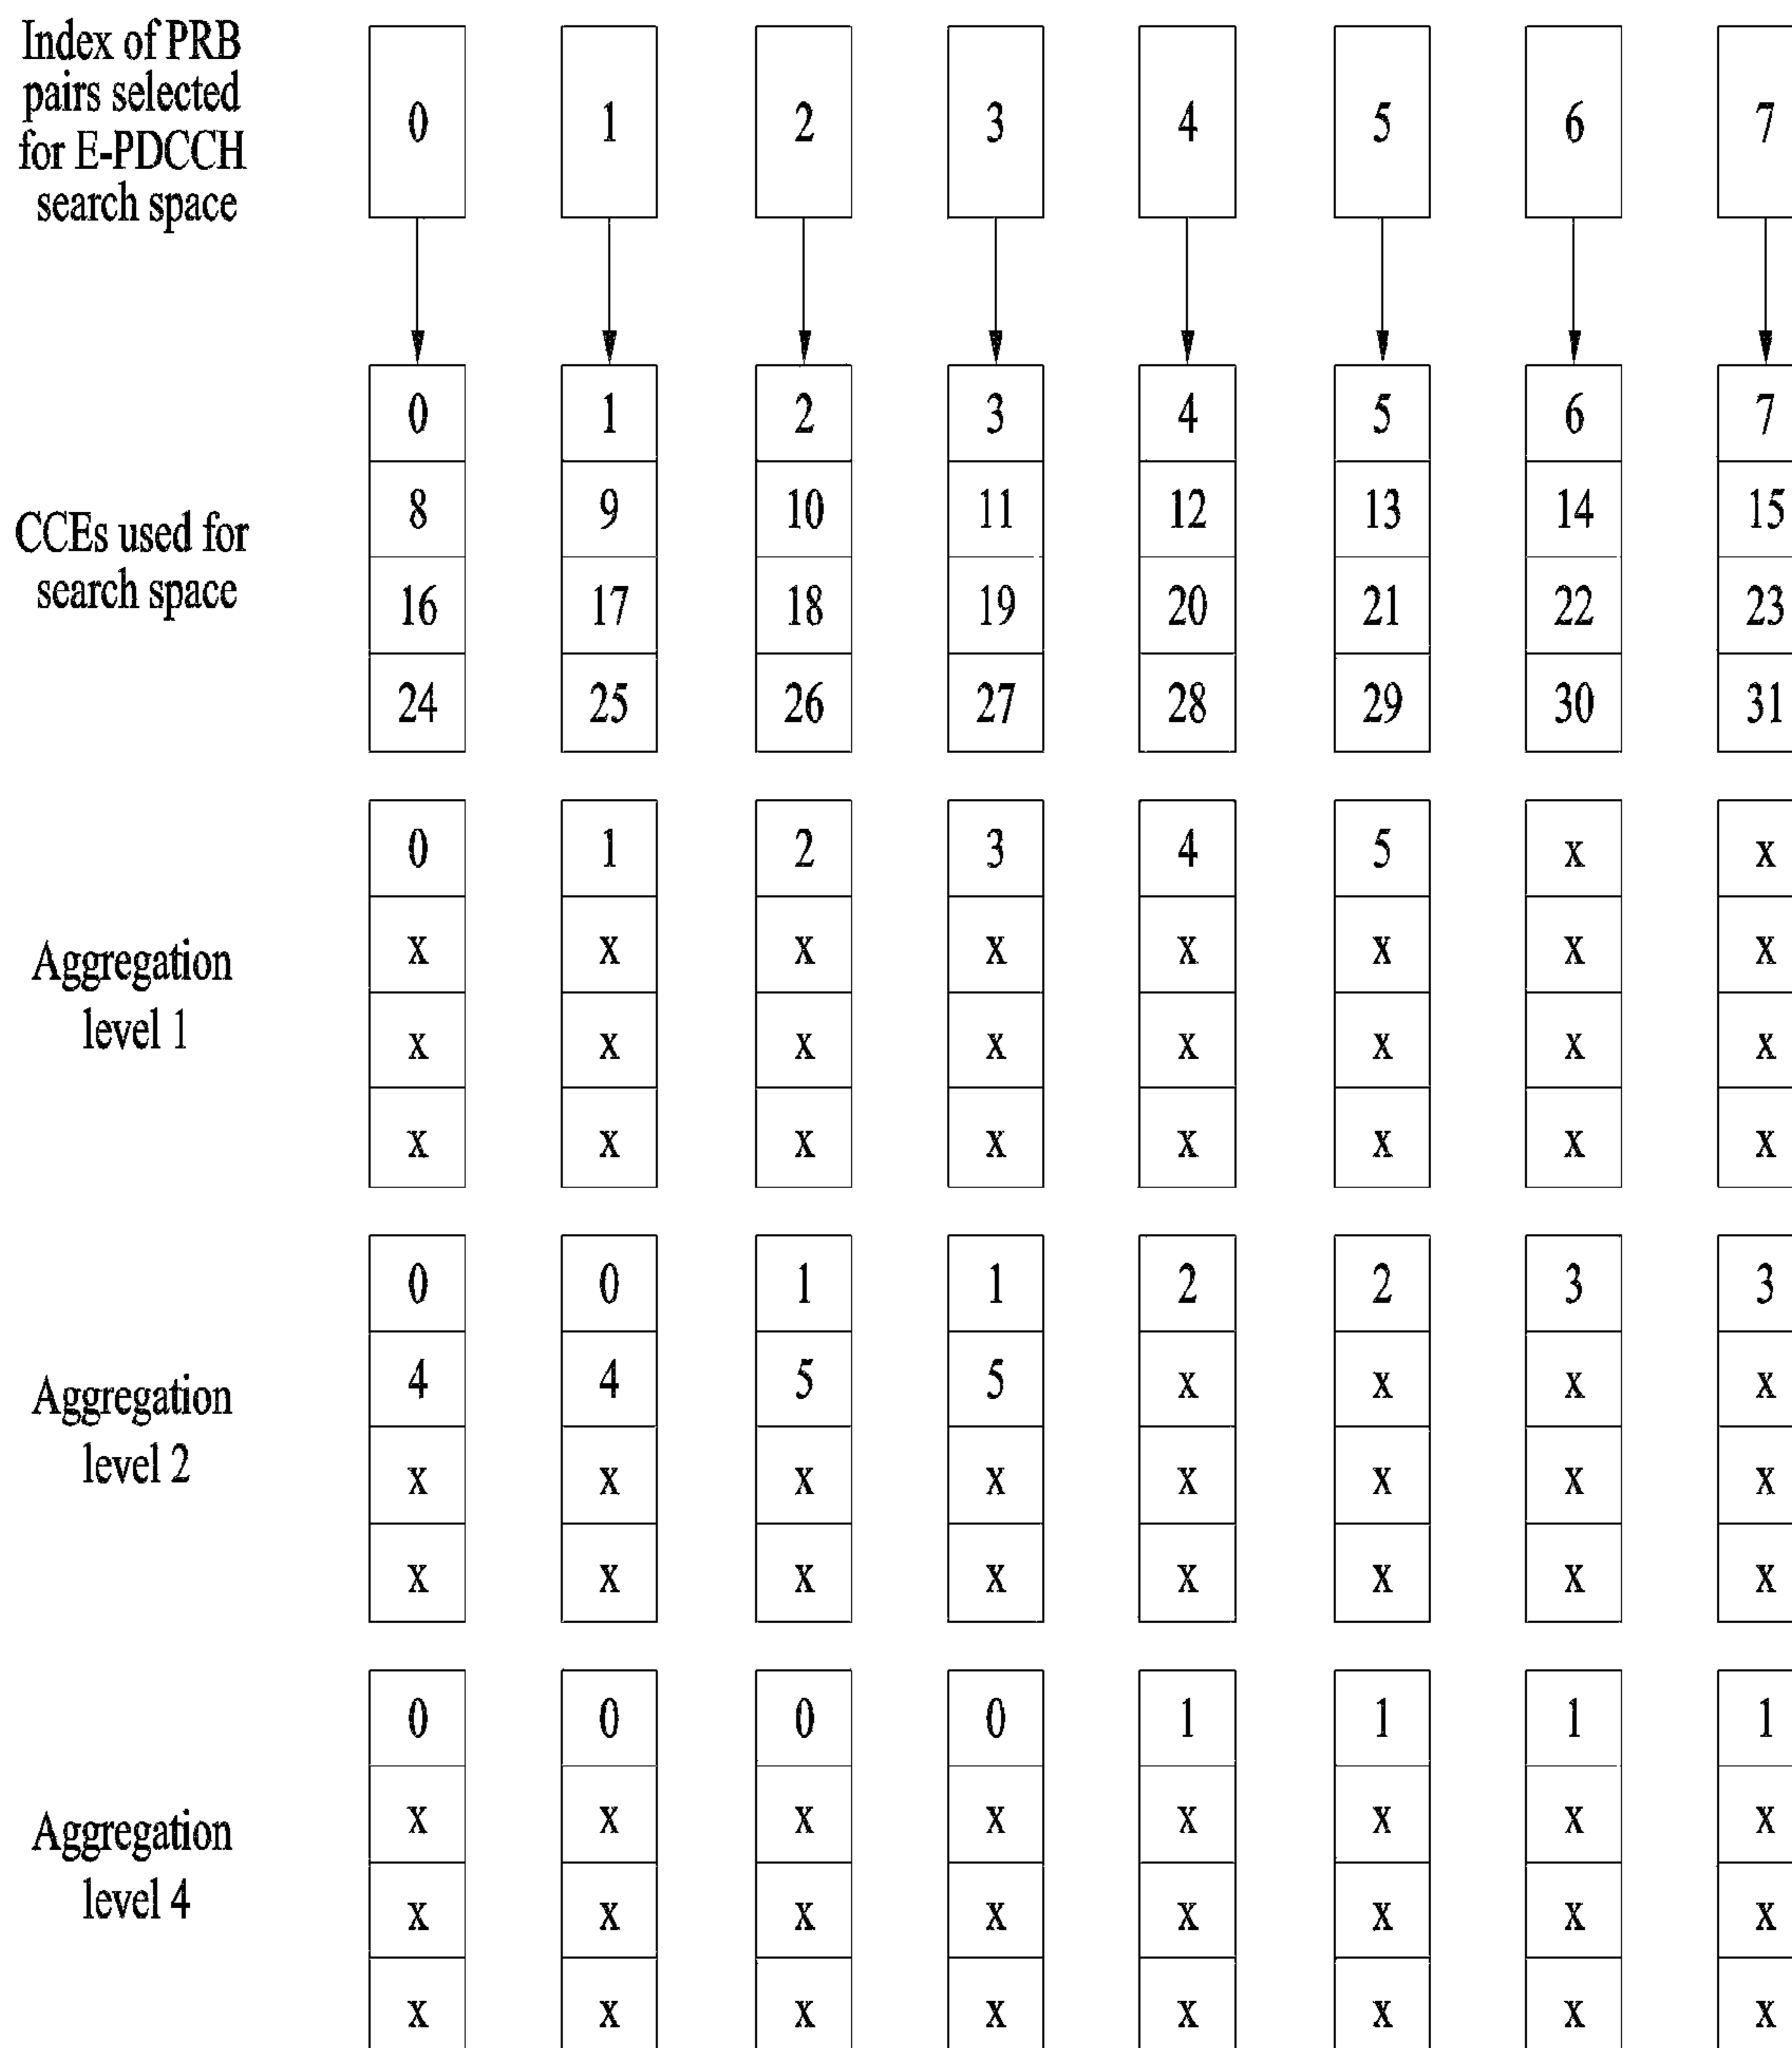 Index of PRB
pairs selected
for E-PDCCH
search space
0 1 2 3 4 5 6 7
CCEs used for
search space
0 1 2 3 4 5 6 7
8 9 10 11 12 13 14 15
16 17 18 19 20 21 22 23
24 25 26 27 28 29 30 31
Aggregation
level 1
0 1 2 3 4 5 x x
x x x x x x x x
x x x x x x x x
x x x x x x x x
Aggregation
level 2
0 0 1 1 2 2 3 3
4 4 5 5 x x x x
x x x x x x x x
x x x x x x x x
Aggregation
level 4
0 0 0 0 1 1 1 1
x x x x x x x x
x x x x x x x x
x x x x x x x x